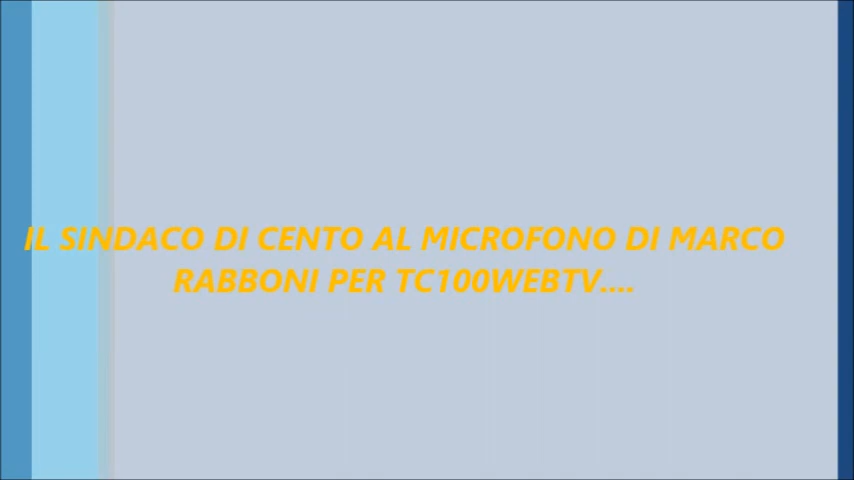 IL SINDACO DI CENTO AL MICROFONO DI MARCO
RABBONI PER TC100WEBTV....